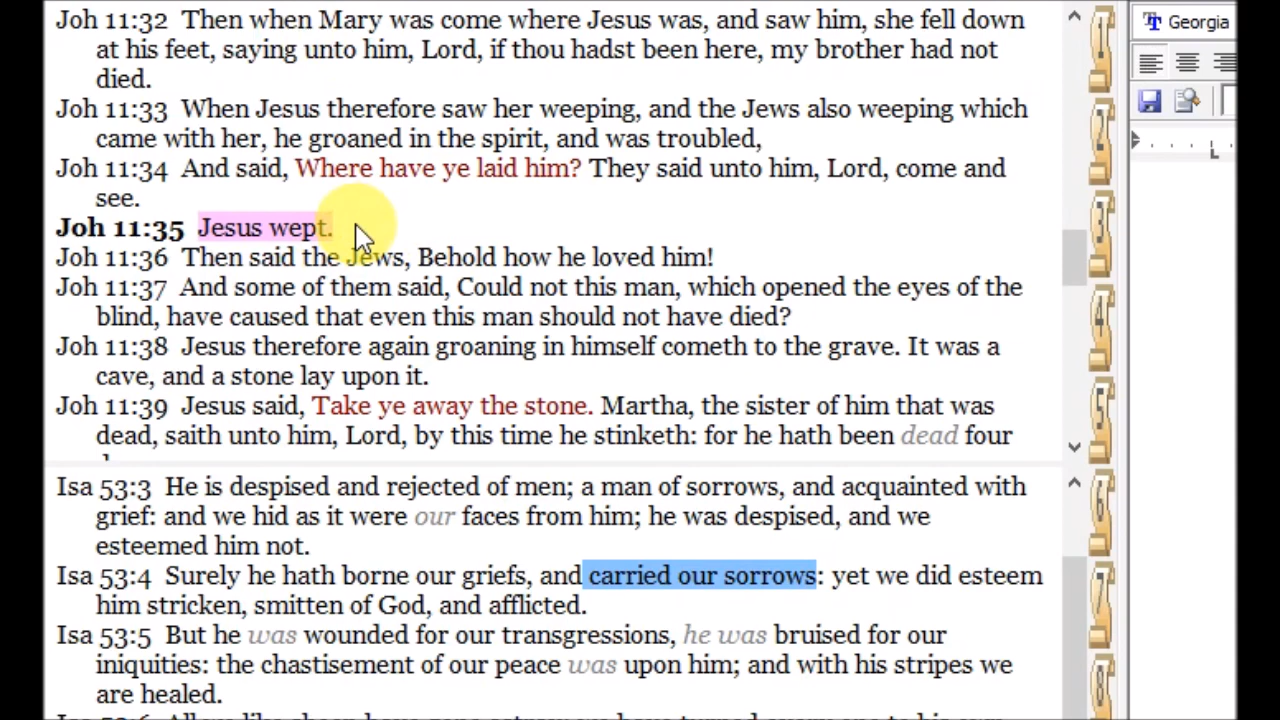 Joh 11:32 Then when Mary was come where Jesus was, and saw him, she fell down
at his feet, saying unto him, Lord, if thou hadst been here, my brother had not
died.
Joh 11:33 When Jesus therefore saw her weeping, and the Jews also weeping which
came with her, he groaned in the spirit, and was troubled,
Joh 11:34 And said, Where have ye laid him? They said unto him, Lord, come and
see.
Joh 11:35 Jesus wept.
Joh 11:36 Then said the Jews, Behold how he loved him!
Joh 11:37 And some of them said, Could not this man, which opened the eyes of the
blind, have caused that even this man should not have died?
Joh 11:38 Jesus therefore again groaning in himself cometh to the grave. It was a
cave, and a stone lay upon it.
Joh 11:39 Jesus said, Take ye away the stone. Martha, the sister of him that was
dead, saith unto him, Lord, by this time he stinketh: for he hath been dead four
Isa 53:3 He is despised and rejected of men; a man of sorrows, and acquainted with
grief: and we hid as it were our faces from him; he was despised, and we
esteemed him not.
Isa 53:4 Surely he hath borne our griefs, and carried our sorrows: yet we did esteem
him stricken, smitten of God, and afflicted.
Isa 53:5 But he was wounded for our transgressions, he was bruised for our
iniquities: the chastisement of our peace was upon him; and with his stripes we
are healed.
1
2
3
4
5
6
7
8
Georgia